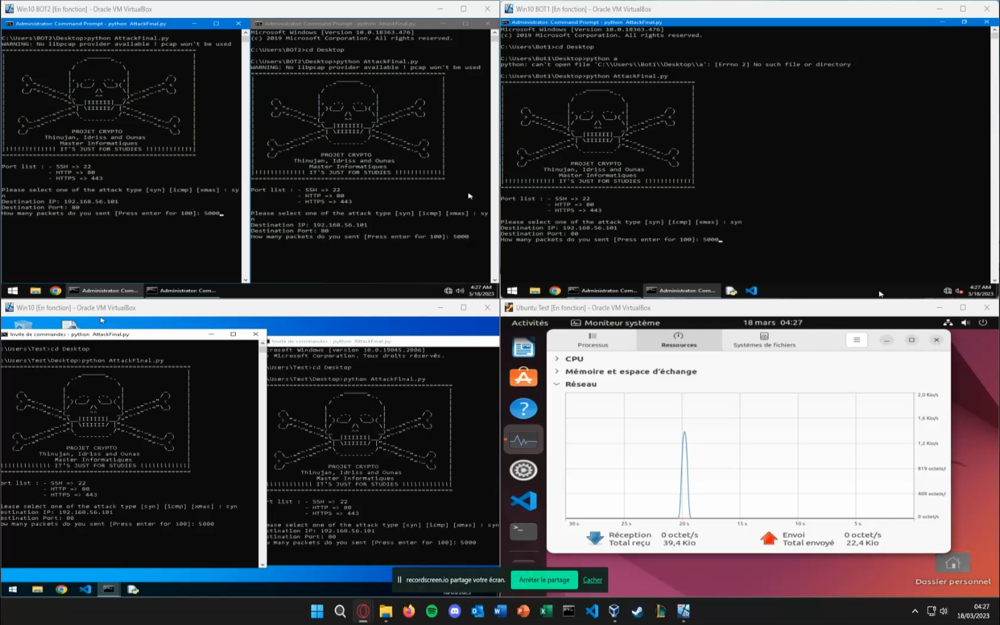 Win10 BOT2 [En fonction] - Oracle VM VirtualBox
Administrator: Command Prompt - python AttackFinal.py
C:\Users\BOT2\Desktop>python AttackFinal.py
WARNING: No libpcap provider available ! pcap won't be used
PROJET CRYPTO
Thinujan, Idriss and Ounas
Master Informatiques
!!!!!!!!!!!!! IT'S JUST FOR STUDIES !!!!!!!!!!!!
Port list : - SSH => 22
- HTTP => 80
- HTTPS => 443
Please select one of the attack type [syn] [icmp] [xmas] : sy
n
Destination IP: 192.168.56.101
Destination Port: 80
How many packets do you sent [Press enter for 100]: 5000
Administrator: Command Prompt - python AttackFinal.py
Microsoft Windows [Version 10.0.18363.476]
(c) 2019 Microsoft Corporation. All rights reserved.
C:\Users\BOT2>cd Desktop
C:\Users\BOT2\Desktop>python AttackFinal.py
WARNING: No libpcap provider available ! pcap won't be used
PROJET CRYPTO
Thinujan, Idriss and Ounas
Master Informatiques
!!!!!!!!!!!!! IT'S JUST FOR STUDIES !!!!!!!!!!!!
Port list : - SSH => 22
- HTTP => 80
- HTTPS => 443
Please select one of the attack type [syn] [icmp] [xmas] : sy
n
Destination IP: 192.168.56.101
Destination Port: 80
How many packets do you sent [Press enter for 100]: 5000
Administrator: Com...
Administrator: Com...
4:27 AM
3/18/2023
Win10 BOT1 [En fonction] - Oracle VM VirtualBox
Administrator: Command Prompt - python AttackFinal.py
Microsoft Windows [Version 10.0.18363.476]
(c) 2019 Microsoft Corporation. All rights reserved.
C:\Users\Bot1>cd Desktop
C:\Users\Bot1\Desktop>python a
python: can't open file 'C:\\Users\\Bot1\\Desktop\\a': [Errno 2] No such file or directory
C:\Users\Bot1\Desktop>python AttackFinal.py
PROJET CRYPTO
Thinujan, Idriss and Ounas
Master Informatiques
!!!!!!!!!!!!! IT'S JUST FOR STUDIES !!!!!!!!!!!!
Port list : - SSH => 22
- HTTP => 80
- HTTPS => 443
Please select one of the attack type [syn] [icmp] [xmas] : syn
Destination IP: 192.168.56.101
Destination Port: 80
How many packets do you sent [Press enter for 100]: 5000
Administrator: Com...
Administrator: Com...
4:27 AM
3/18/2023
Win10 [En fonction] - Oracle VM VirtualBox
Invite de commandes - python AttackFinal.py
:\Users\Test>cd Desktop
:\Users\Test\Desktop>python AttackFinal.py
PROJET CRYPTO
Thinujan, Idriss and Ounas
Master Informatiques
!!!!!!!!!!!! IT'S JUST FOR STUDIES !!!!!!!!!!!!
ort list : - SSH => 22
- HTTP => 80
- HTTPS => 443
lease select one of the attack type [syn] [icmp] [xmas] : syn
estination IP: 192.168.56.101
estination Port: 80
ow many packets do you sent [Press enter for 100]: 5000
Invite de commandes - python AttackFinal.py
rosoft Windows [version 10.0.19045.2006]
Microsoft Corporation. Tous droits réservés.
\Users\Test>cd Desktop
\Users\Test\Desktop>python AttackFinal.py
PROJET CRYPTO
Thinujan, Idriss and Ounas
Master Informatiques
!!!!!!!!!!!! IT'S JUST FOR STUDIES !!!!!!!!!!!!
rt list : - SSH => 22
- HTTP => 80
- HTTPS => 443
ease select one of the attack type [syn] [icmp] [xmas] : syn
stination IP: 192.168.56.101
stination Port: 80
w many packets do you sent [Press enter for 100]: 5000
Ubuntu Test [En fonction] - Oracle VM VirtualBox
Activités
Moniteur système
18 mars 04:27
Processus
Ressources
Systèmes de fichiers
CPU
Mémoire et espace d'échange
Réseau
2,0 Kio/s
1,6 Kio/s
1,2 Kio/s
819 octets/
409 octets/
0 octet/s
30 s
25 s
20 s
15 s
10 s
5 s
Réception 0 octet/s
Total reçu 39,4 Kio
Envoi 0 octet/s
Total envoyé 22,4 Kio
Dossier personnel
recordscreen.io partage votre écran.
Arrêter le partage
Cacher
04:27
18/03/2023